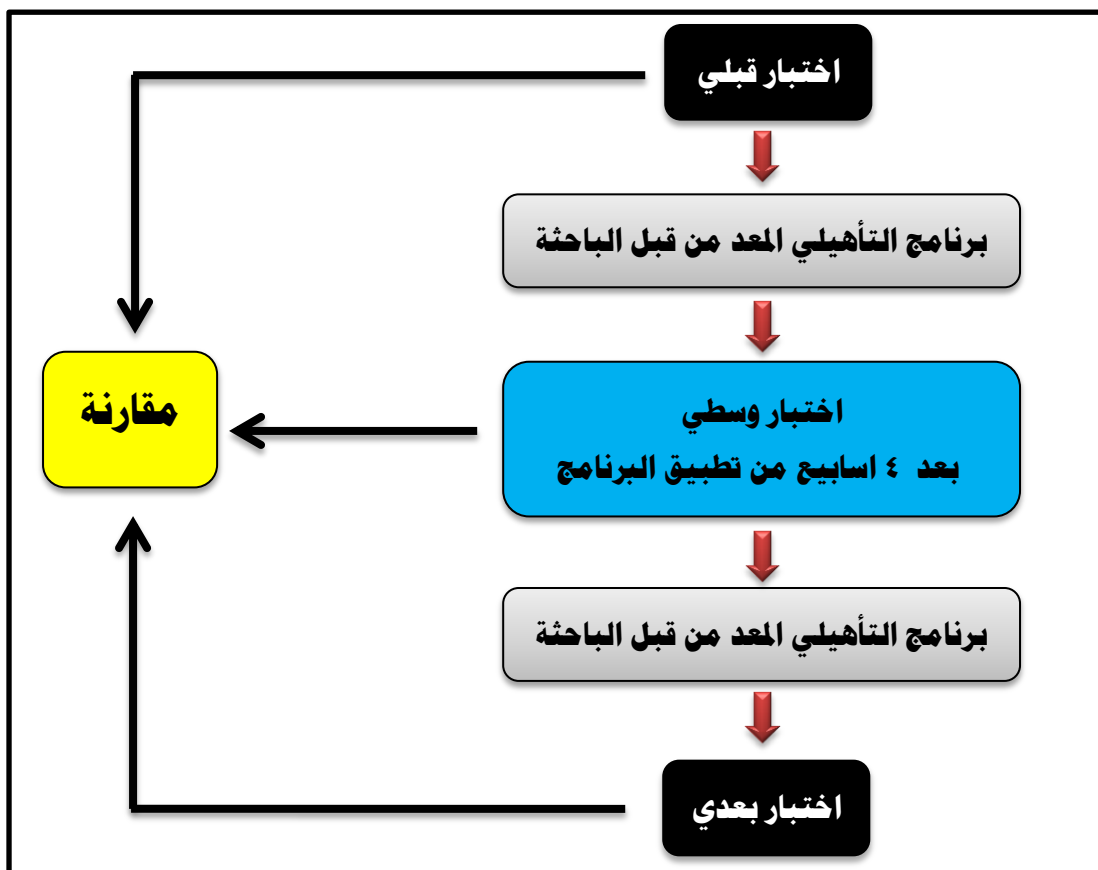 اختبار قبلي
برنامج التأهيلي المعد من قبل الباحثة
اختبار وسطي
بعد ٤ اسابيع من تطبيق البرنامج
مقارنة
برنامج التأهيلي المعد من قبل الباحثة
اختبار بعدي